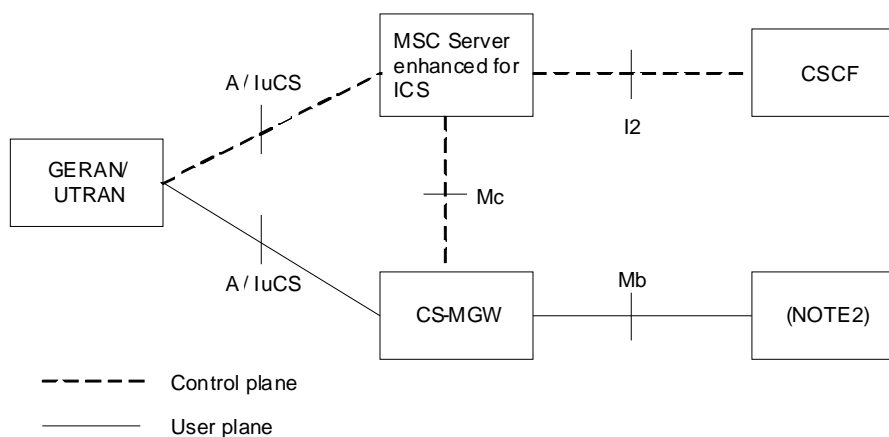 MSC Server
enhanced for
ICS
CSCF
A / IuCS
I2
GERAN/
UTRAN
Mc
A / IuCS
Mb
CS-MGW
(NOTE2)
Control plane
User plane